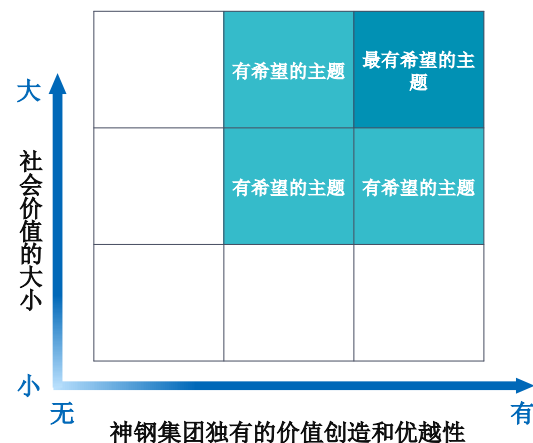 有希望的主题
最有希望的主
题
大
社会价值的大小
有希望的主题
有希望的主题
小
无
有
神钢集团独有的价值创造和优越性